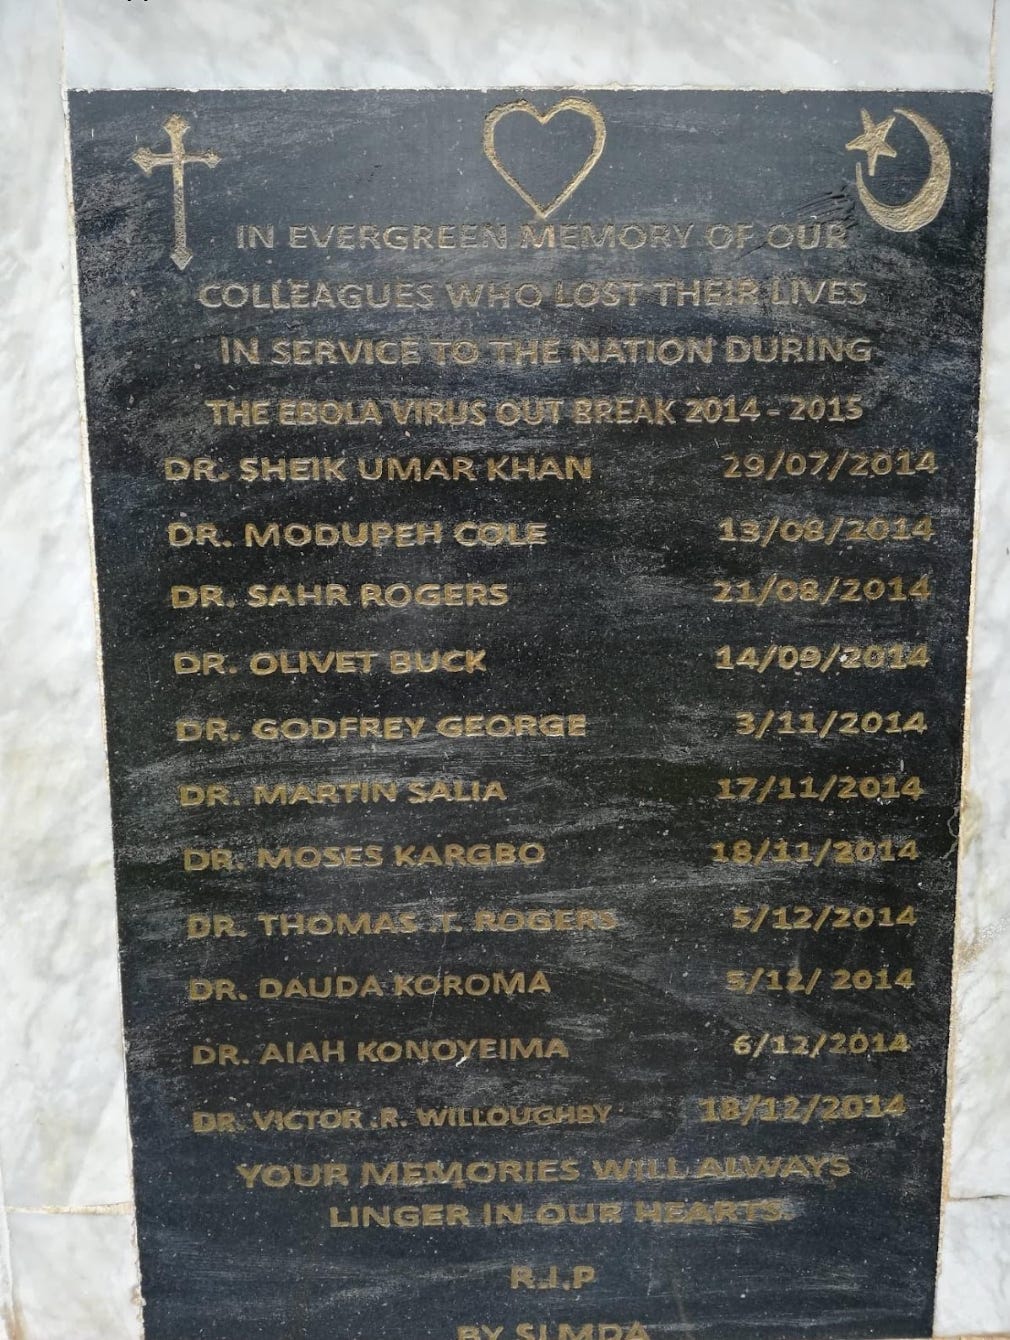 IN EVERGREEN MEMORY OF OUR
COLLEAGUES WHO LOST THEIR LIVES
IN SERVICE TO THE NATION DURING
THE EBOLA VIRUS OUT BREAK 2014 - 2015
DR. SHEIK UMAR KHAN 29/07/2014
DR. MODUPEH COLE 13/08/2014
DR. SAHR ROGERS 21/08/2014
DR. OLIVET BUCK 14/09/2014
DR. GODFREY GEORGE 3/11/2014
DR. MARTIN SALIA 17/11/2014
DR. MOSES KARGBO 18/11/2014
DR. THOMAS .T. ROGERS 5/12/2014
DR. DAUDA KOROMA 5/12/ 2014
DR. AIAH KONOYEIMA 6/12/2014
DR. VICTOR .R. WILLOUGHBY 18/12/2014
YOUR MEMORIES WILL ALWAYS
LINGER IN OUR HEARTS.
R.I.P
BY SLMDA